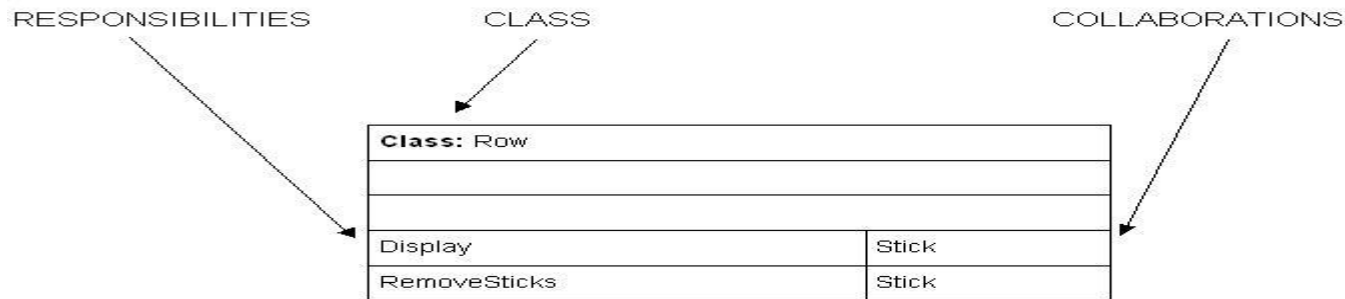 RESPONSIBILITIES CLASS COLLABORATIONS
Class: Row
Display Stick
RemoveSticks Stick